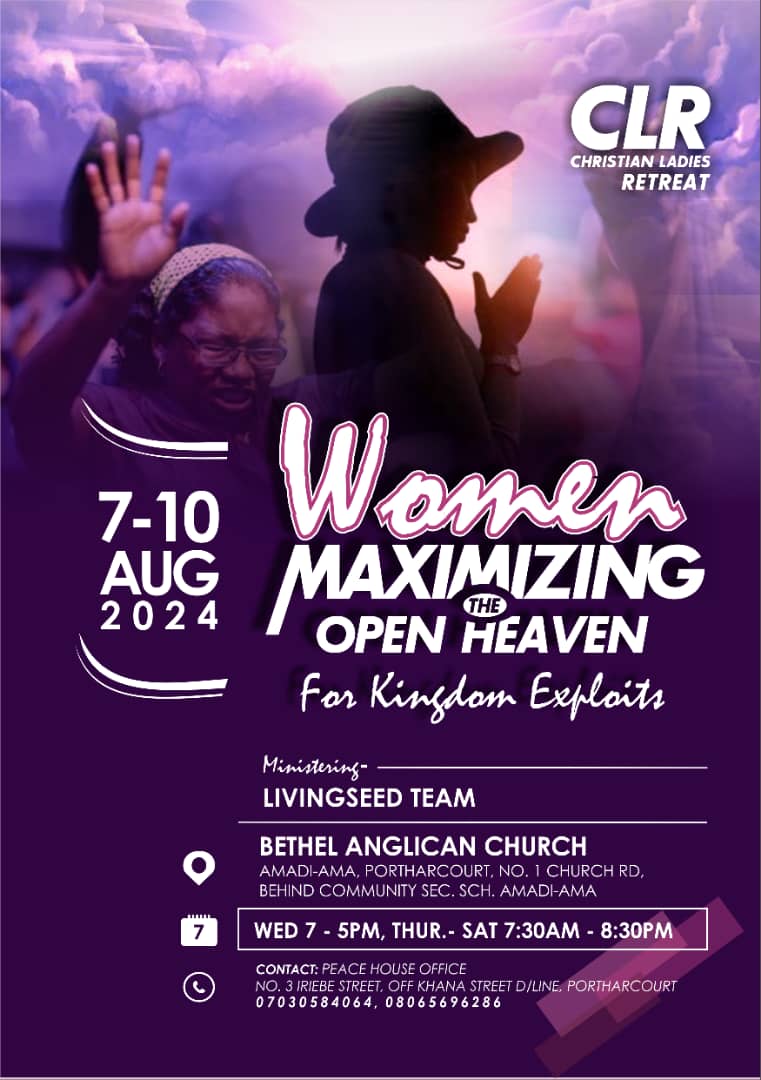 CLR
CHRISTIAN LADIES
RETREAT
7-10
AUG
2024
Women
MAXIMIZING
THE
OPEN HEAVEN
For Kingdom Exploits
Ministering-
LIVINGSEED TEAM
BETHEL ANGLICAN CHURCH
AMADI-AMA, PORTHARCOURT, NO. 1 CHURCH RD,
BEHIND COMMUNITY SEC. SCH. AMADI-AMA
7
WED 7 - 5PM, THUR.- SAT 7:30AM - 8:30PM
CONTACT: PEACE HOUSE OFFICE
NO. 3 IRIEBE STREET, OFF KHANA STREET D/LINE, PORTHARCOURT
07030584064, 08065696286